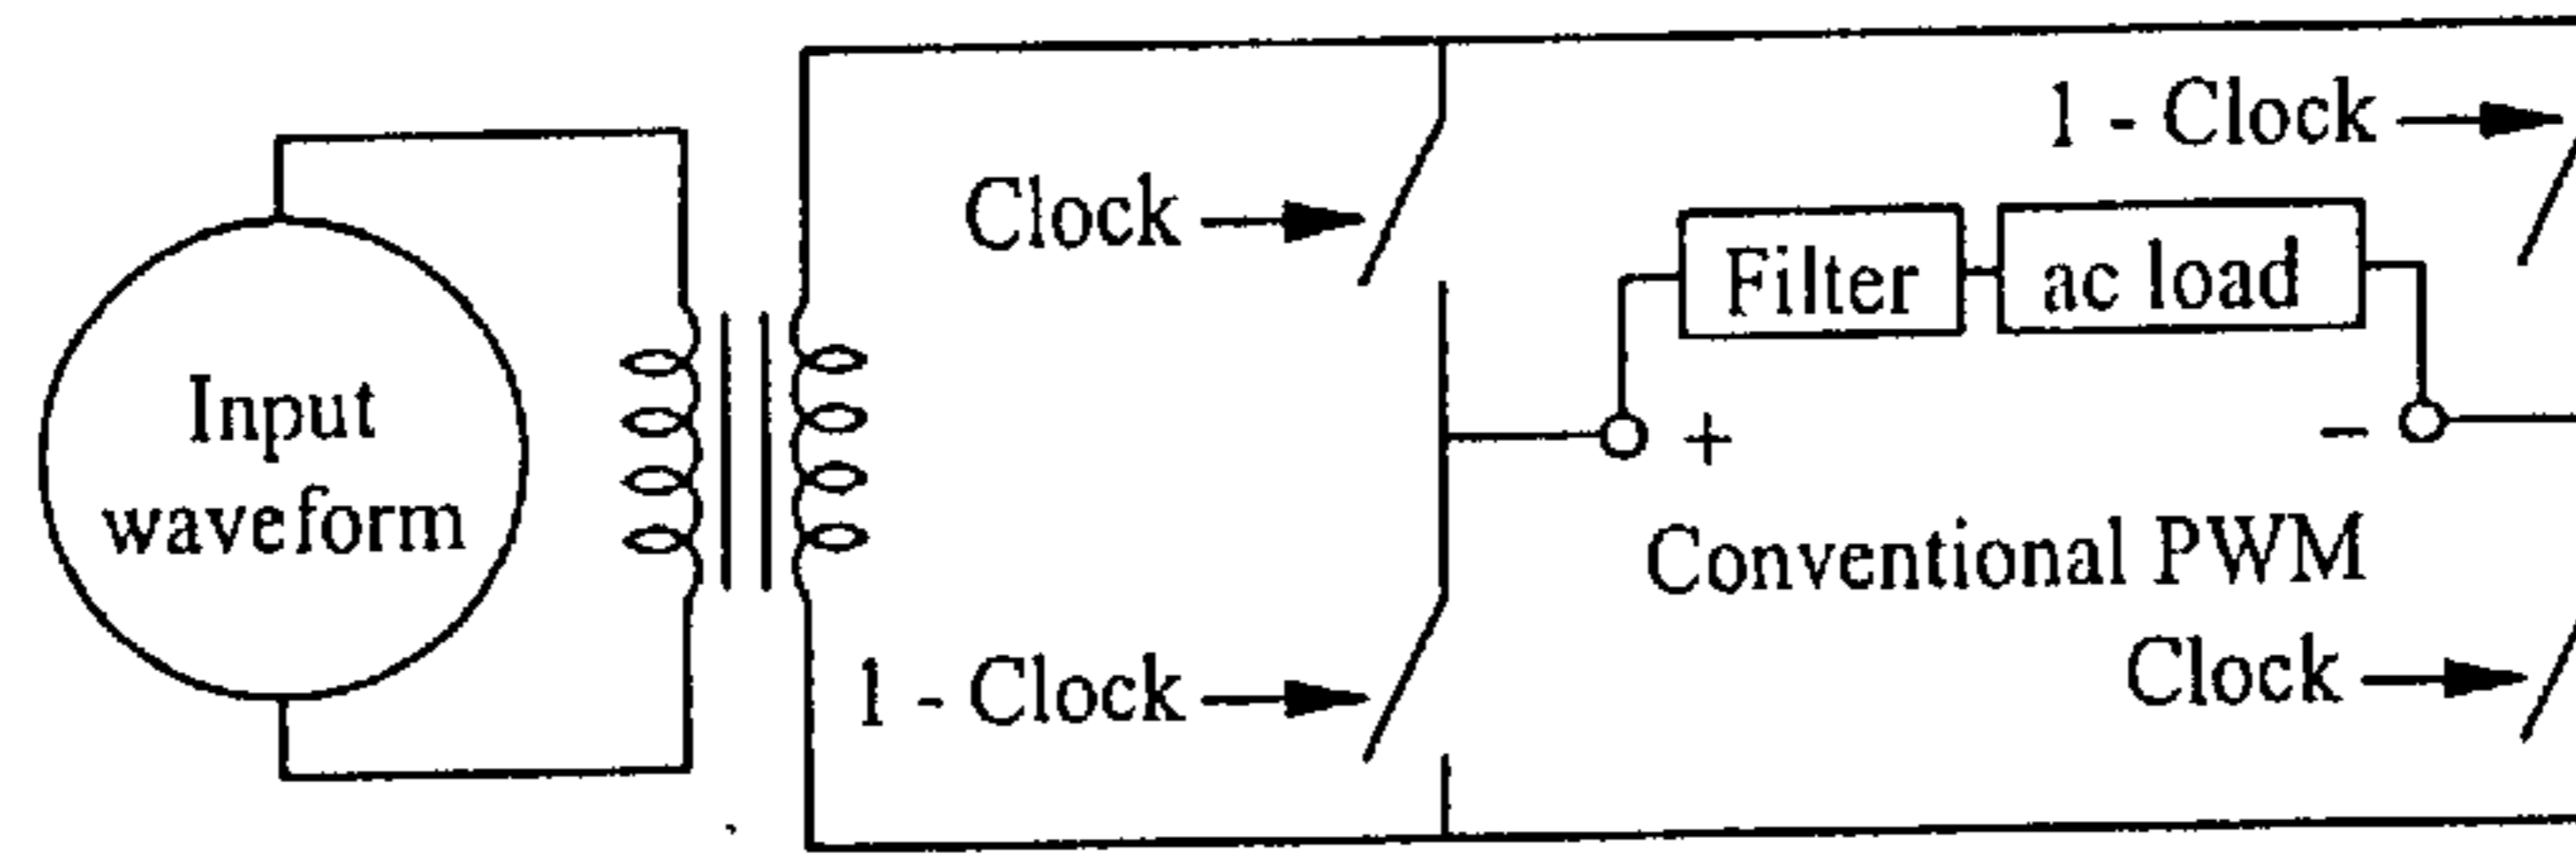 1 - Clock
Clock
Filter
ac load
Input
waveform
+
-
Conventional PWM
1 - Clock
Clock